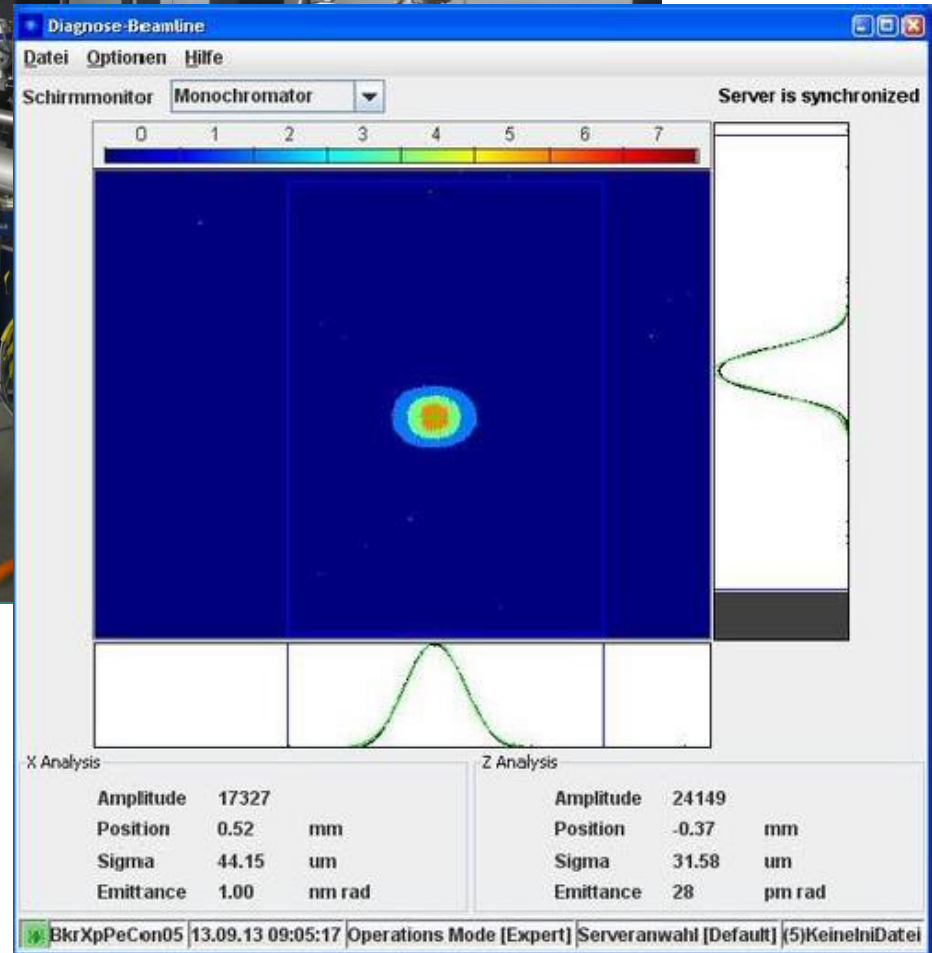 Diagnose-Beamline
Datei Optionen Hilfe
Schirmmonitor Monochromator Server is synchronized
0 1 2 3 4 5 6 7
X Analysis
Amplitude 17327
Position 0.52 mm
Sigma 44.15 um
Emittance 1.00 nm rad
Z Analysis
Amplitude 24149
Position -0.37 mm
Sigma 31.58 um
Emittance 28 pm rad
BkrXpPeCon05 13.09.13 09:05:17 Operations Mode [Expert] Serveranwahl [Default] (5)KeineIniDatei